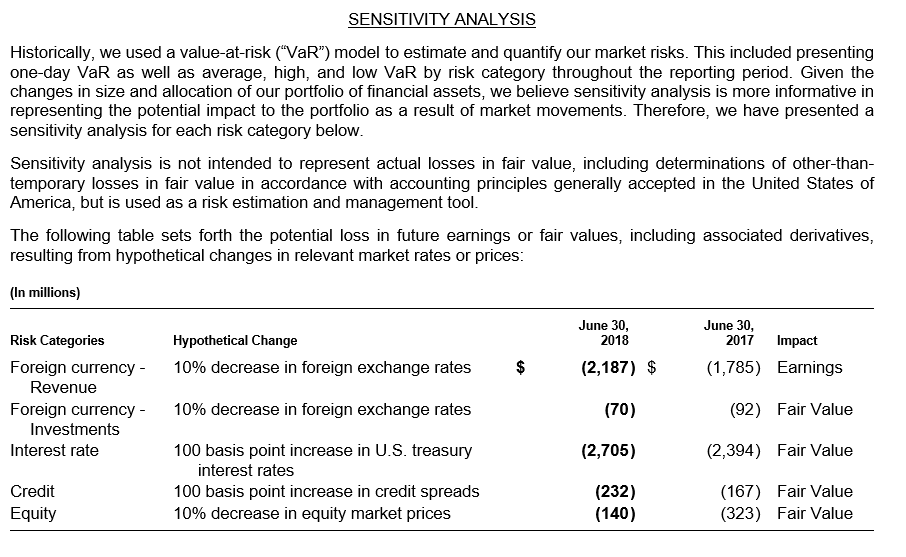 SENSITIVITY ANALYSIS
Historically, we used a value-at-risk (“VaR”) model to estimate and quantify our market risks. This included presenting
one-day VaR as well as average, high, and low VaR by risk category throughout the reporting period. Given the
changes in size and allocation of our portfolio of financial assets, we believe sensitivity analysis is more informative in
representing the potential impact to the portfolio as a result of market movements. Therefore, we have presented a
sensitivity analysis for each risk category below.
Sensitivity analysis is not intended to represent actual losses in fair value, including determinations of other-than-
temporary losses in fair value in accordance with accounting principles generally accepted in the United States of
America, but is used as a risk estimation and management tool.
The following table sets forth the potential loss in future earnings or fair values, including associated derivatives,
resulting from hypothetical changes in relevant market rates or prices:
(In millions)
June 30, June 30,
Risk Categories Hypothetical Change 2018 2017 Impact
Foreign currency - 10% decrease in foreign exchange rates $ (2,187) $ (1,785) Earnings
Revenue
Foreign currency - 10% decrease in foreign exchange rates (70) (92) Fair Value
Investments
Interest rate 100 basis point increase in U.S. treasury (2,705) (2,394) Fair Value
interest rates
Credit 100 basis point increase in credit spreads (232) (167) Fair Value
Equity 10% decrease in equity market prices (140) (323) Fair Value